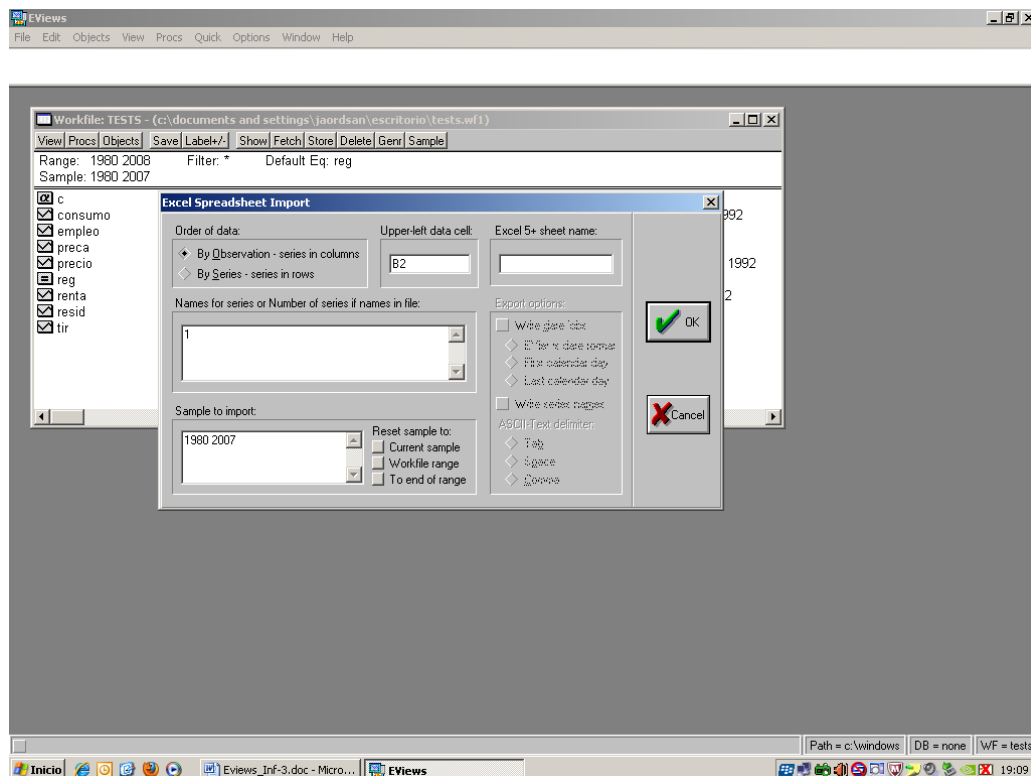 EViews
File Edit Objects View Procs Quick Options Window Help
Workfile: TESTS - (c:\documents and settings\jaordsan\escritorio\tests.wf1)
View Procs Objects Save Label+/- Show Fetch Store Delete Genr Sample
Range: 1980 2008 Filter: * Default Eq: reg
Sample: 1980 2007
c
consumo
empleo
preca
precio
reg
renta
resid
tir
992
1992
2
Excel Spreadsheet Import
Order of data:
By Observation - series in columns
By Series - series in rows
Upper-left data cell:
B2
Excel 5+ sheet name:
Names for series or Number of series if names in file:
1
Export options:
Write date/obs
EViews date format
First calendar day
Last calendar day
Write series names
ASCII-Text delimiter:
Tab
Space
Comma
Sample to import:
1980 2007
Reset sample to:
Current sample
Workfile range
To end of range
OK
Cancel
Path = c:\windows DB = none WF = tests
Inicio Eviews_Inf-3.doc - Micro... EViews 19:09